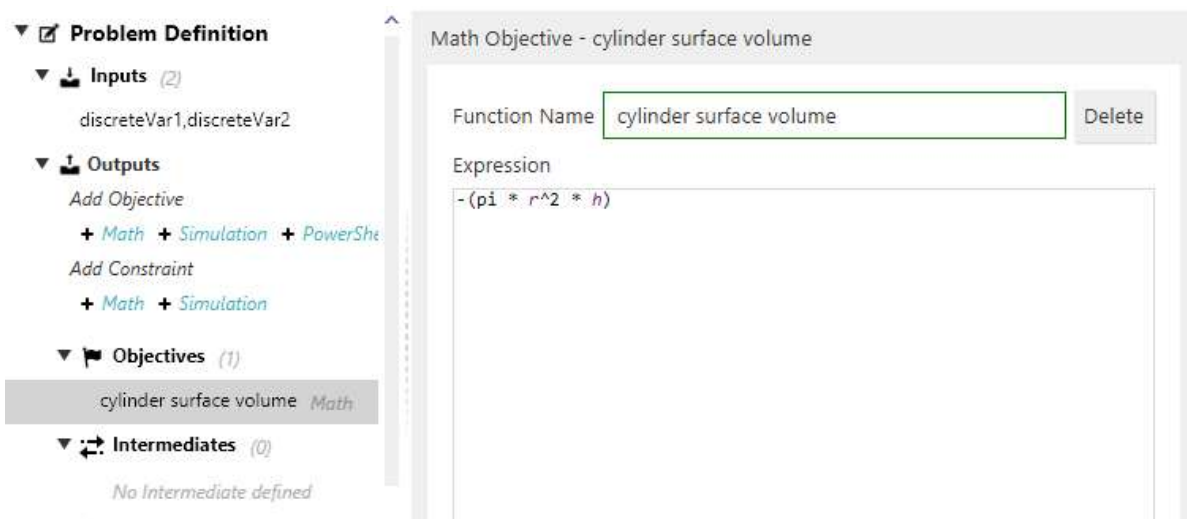 Problem Definition
Inputs (2)
discreteVar1,discreteVar2
Outputs
Add Objective
+ Math + Simulation + PowerShe
Add Constraint
+ Math + Simulation
Objectives (1)
cylinder surface volume Math
Intermediates (0)
No Intermediate defined
Math Objective - cylinder surface volume
Function Name cylinder surface volume Delete
Expression
-(pi * r^2 * h)